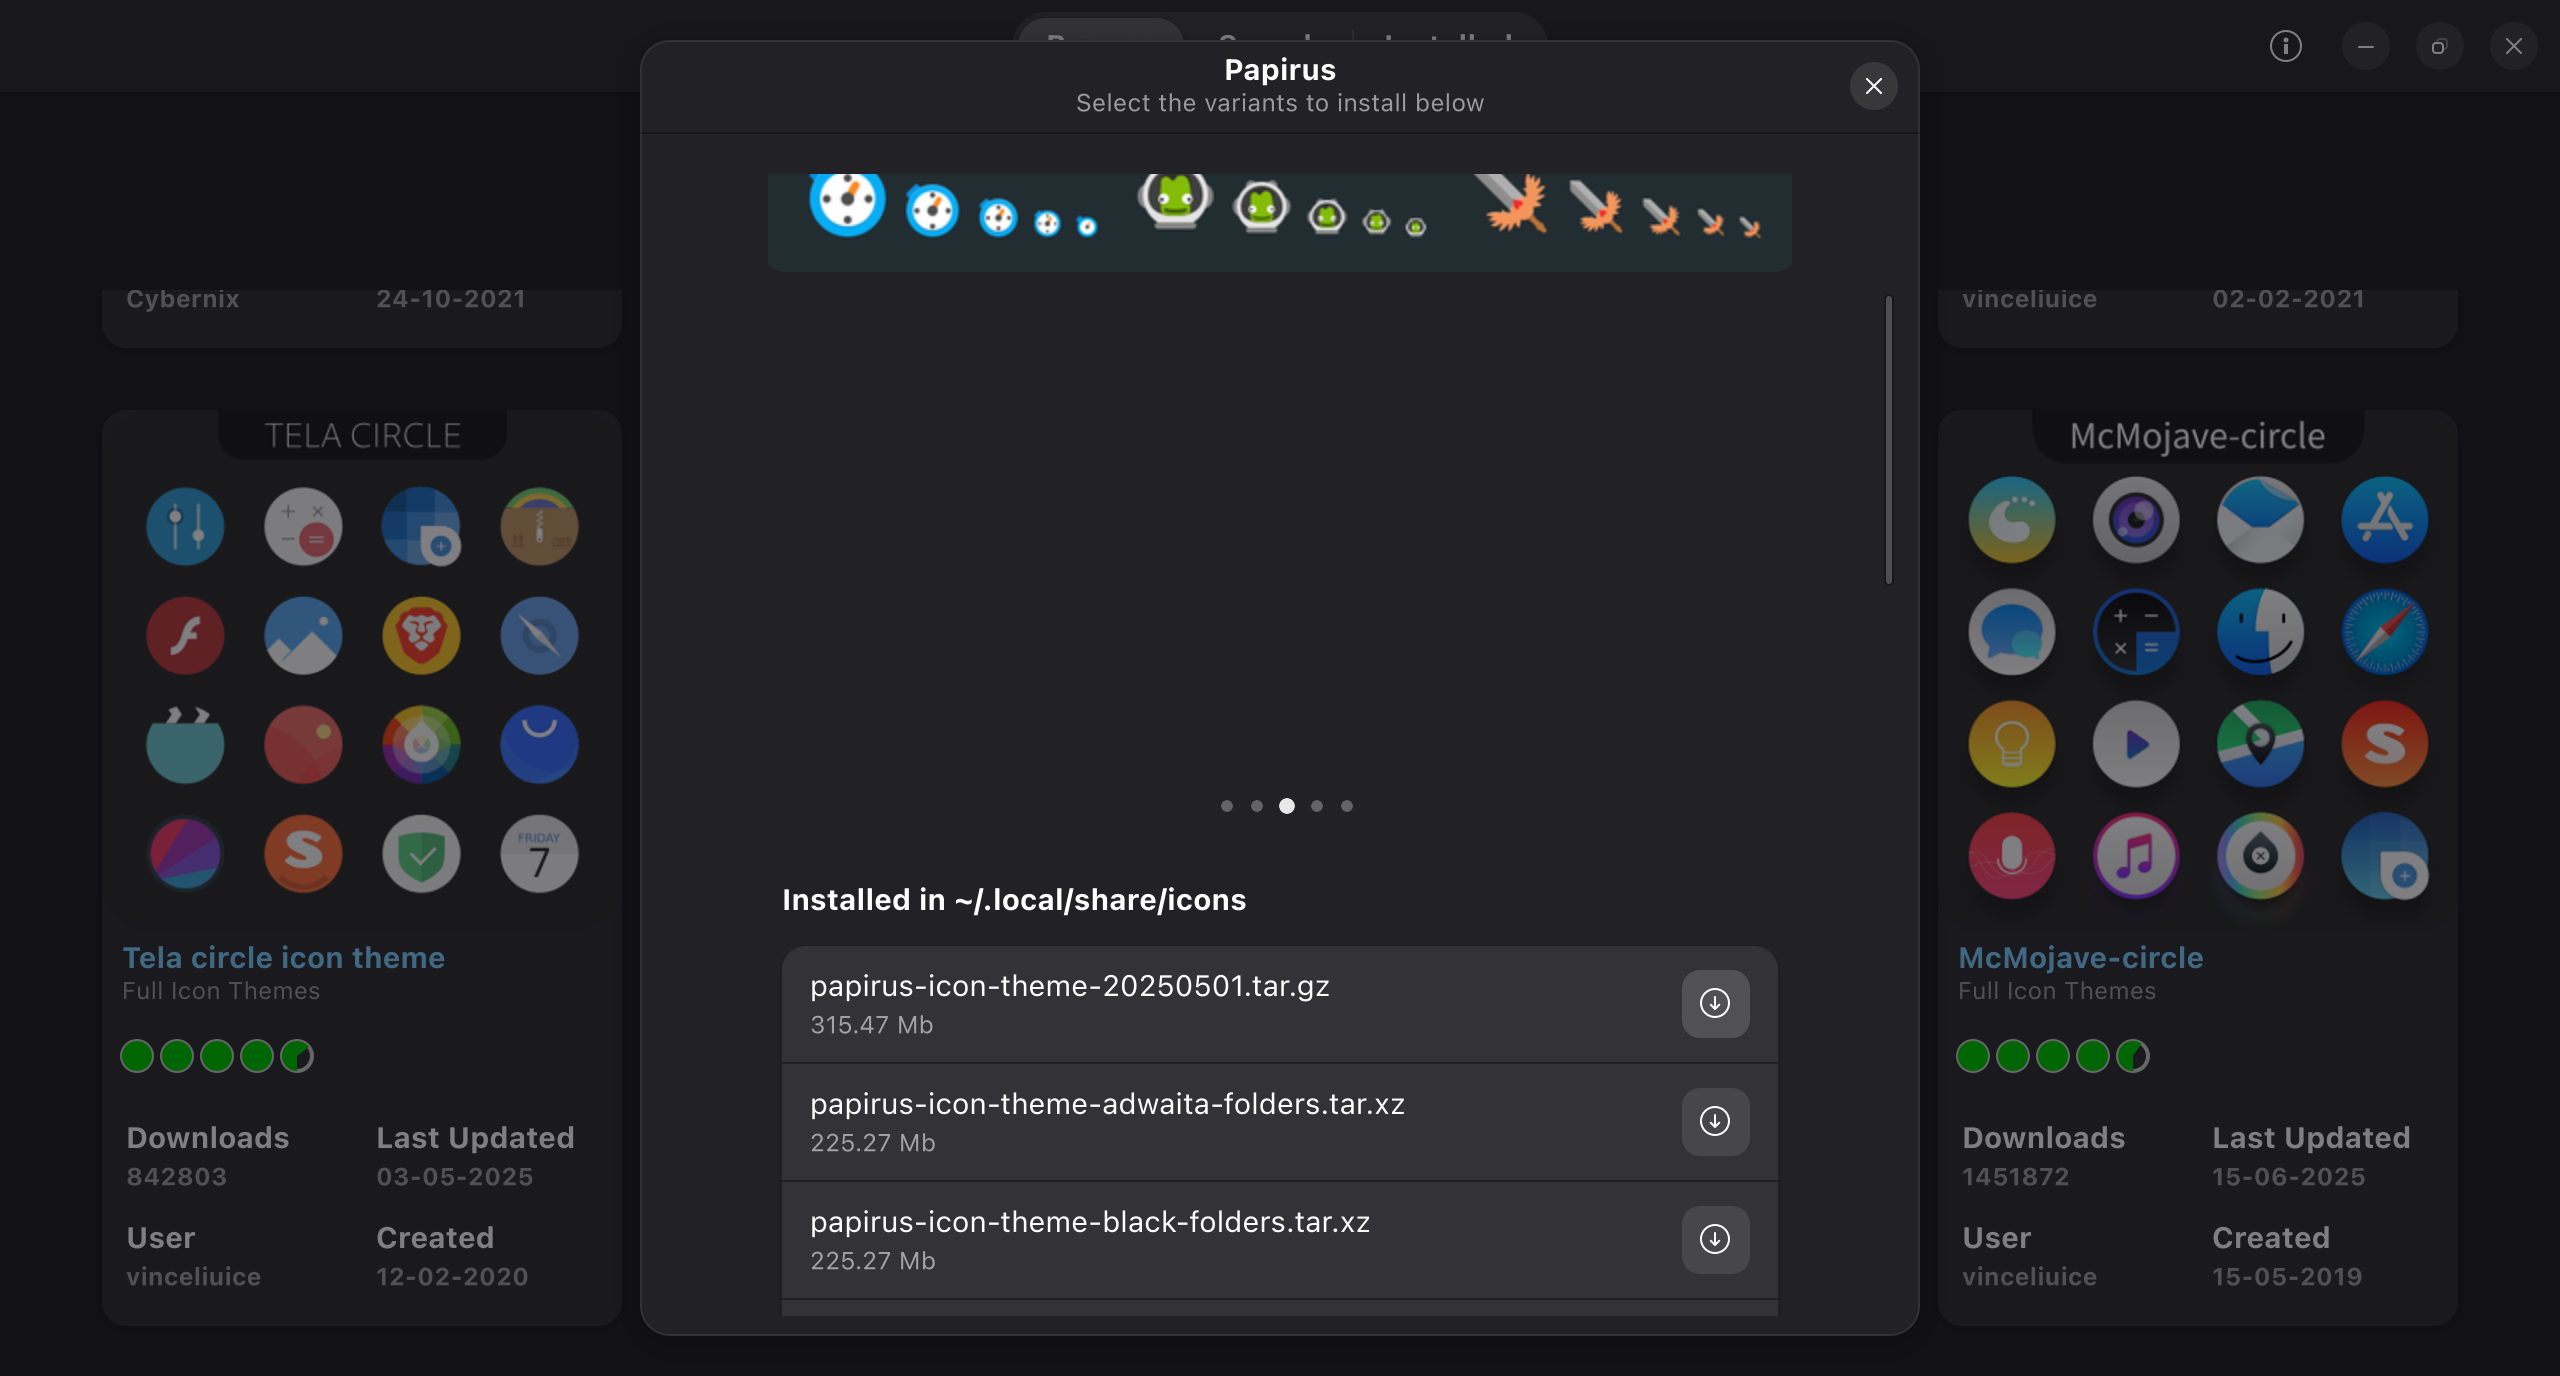 Papirus
Select the variants to install below
Cybernix
24-10-2021
vinceliuice
02-02-2021
TELA CIRCLE
FRIDAY
7
Tela circle icon theme
Full Icon Themes
Downloads
Last Updated
842803
03-05-2025
User
Created
vinceliuice
12-02-2020
Installed in ~/.local/share/icons
papirus-icon-theme-20250501.tar.gz
315.47 Mb
papirus-icon-theme-adwaita-folders.tar.xz
225.27 Mb
papirus-icon-theme-black-folders.tar.xz
225.27 Mb
McMojave-circle
McMojave-circle
Full Icon Themes
Downloads
Last Updated
1451872
15-06-2025
User
Created
vinceliuice
15-05-2019